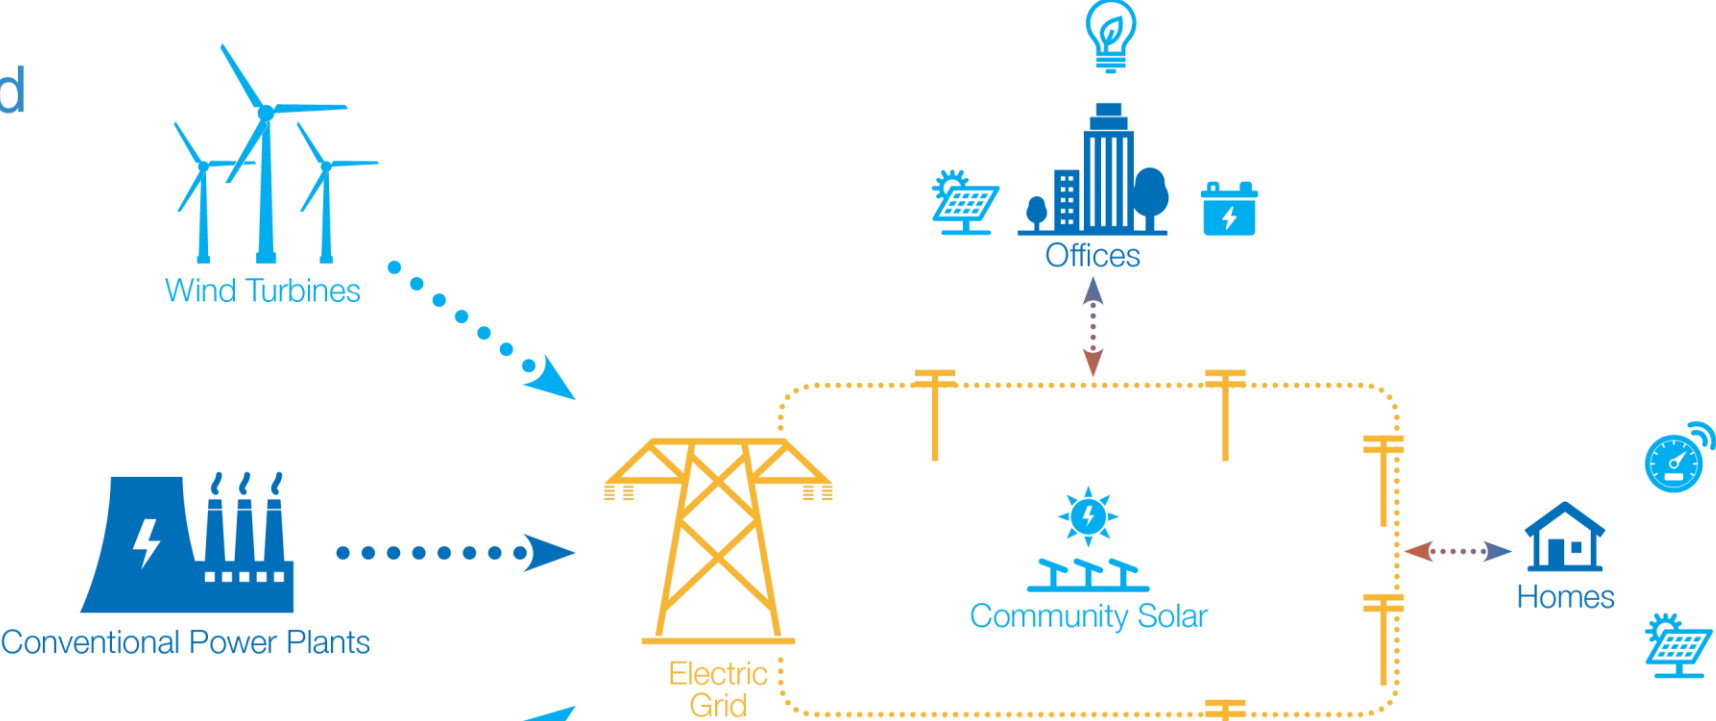 d
Wind Turbines
Offices
Community Solar
Homes
Conventional Power Plants
Electric
Grid